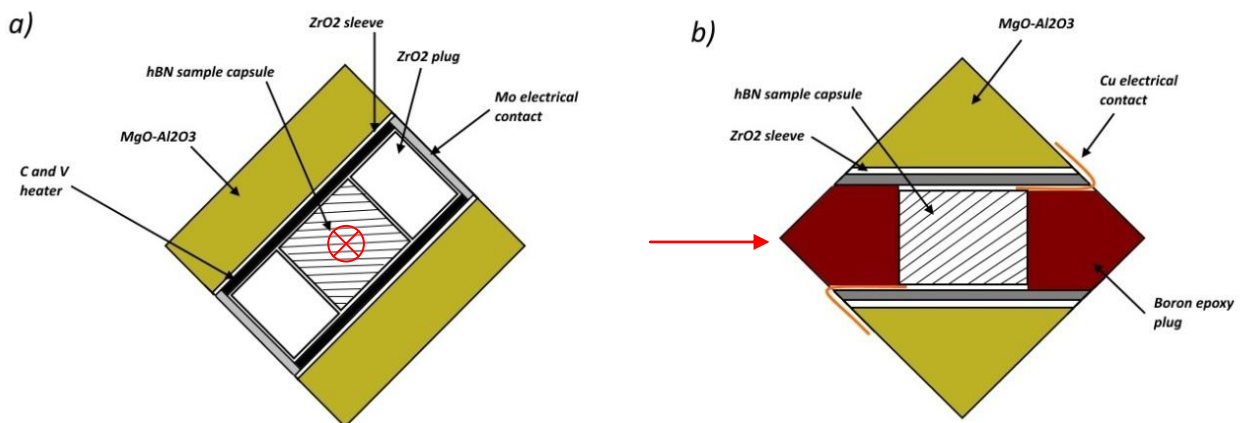 a)
ZrO2 sleeve
ZrO2 plug
hBN sample capsule
Mo electrical
contact
MgO-Al2O3
C and V
heater
b)
MgO-Al2O3
Cu electrical
contact
hBN sample capsule
ZrO2 sleeve
Boron epoxy
plug